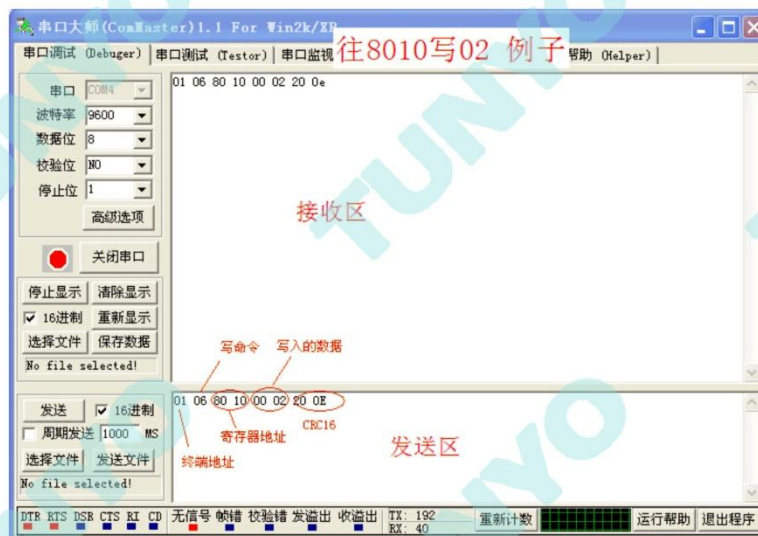 串口大师(ComMaster)1.1 For Win2k/XP
往8010写02 例子
串口调试 (Debuger)
串口测试 (Testor)
串口监视
帮助 (Helper)
串口 COM4
波特率 9600
数据位 8
校验位 NO
停止位 1
高级选项
关闭串口
停止显示 清除显示
16进制 重新显示
选择文件 保存数据
No file selected!
01 06 80 10 00 02 20 0e
接收区
写命令 写入的数据
01 06 80 10 00 02 20 0E
寄存器地址 CRC16
终端地址
发送区
发送 16进制
周期发送 1000 MS
选择文件 发送文件
No file selected!
DTR RTS DSR CTS RI CD 无信号 帧错 校验错 发溢出 收溢出 TX: 192
RX: 40
重新计数 运行帮助 退出程序
TUNYO
TUNYO
TUNYO